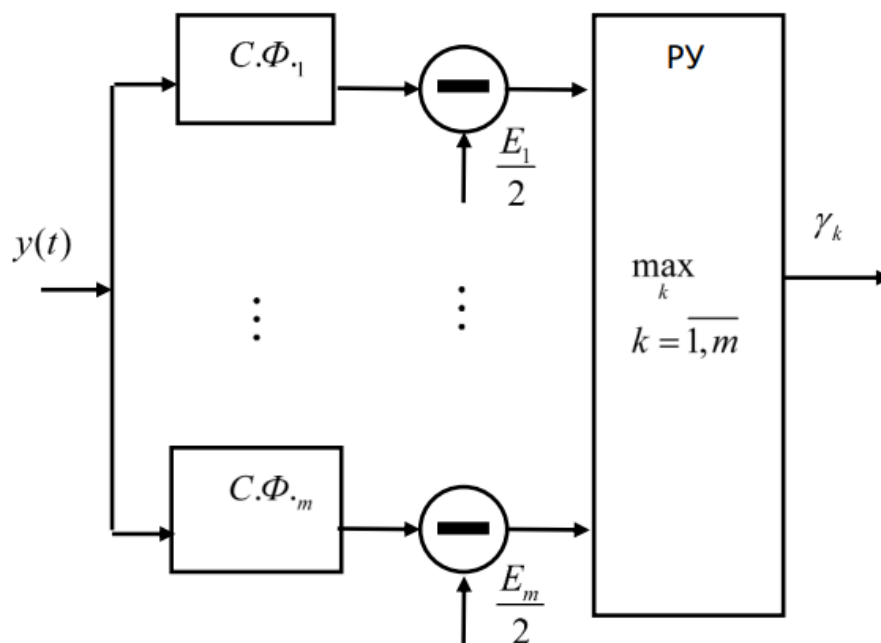 С.Ф.₁
РУ
E₁/2
y(t)
γₖ
max
k
k = 1,m
С.Ф.ₘ
Eₘ/2